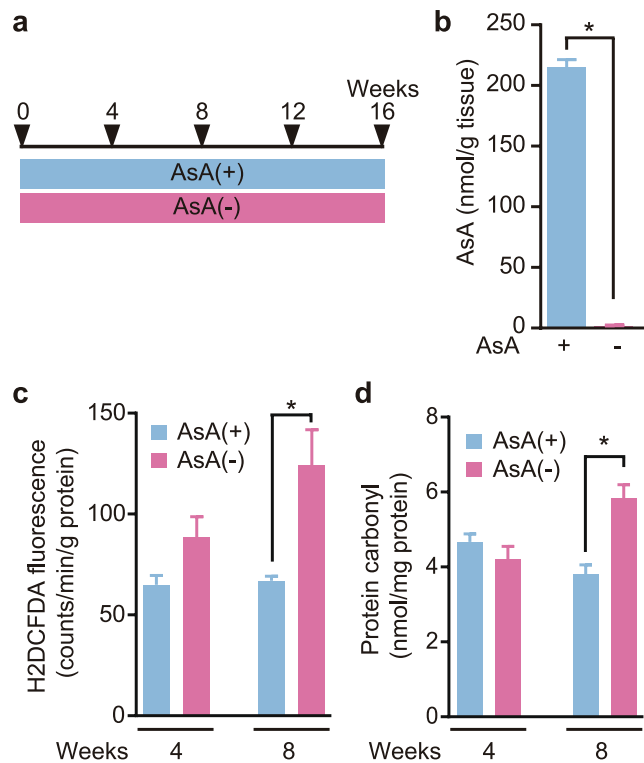 a
Weeks
0 4 8 12 16
AsA(+)
AsA(-)
b
AsA (nmol/g tissue)
250
200
150
100
50
0
*
AsA + -
c
H2DCFDA fluorescence
(counts/min/g protein)
150
100
50
0
AsA(+)
AsA(-)
*
Weeks 4 8
d
Protein carbonyl
(nmol/mg protein)
8
6
4
2
0
AsA(+)
AsA(-)
*
Weeks 4 8